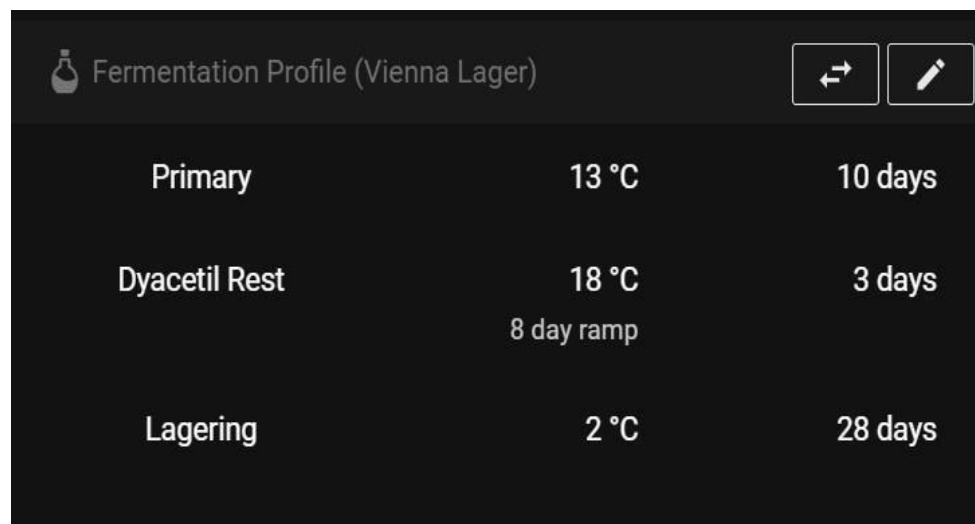 Fermentation Profile (Vienna Lager)
Primary 13 °C 10 days
Dyacetil Rest 18 °C 3 days
8 day ramp
Lagering 2 °C 28 days